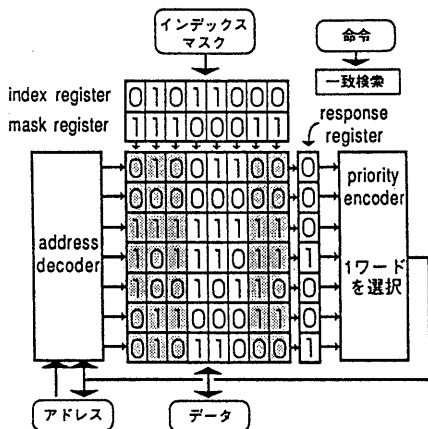 インデックス
マスク
命令
一致検索
index register 0 1 0 1 1 0 0 0
mask register 1 1 1 0 0 0 1 1
response
register
address
decoder
0 1 0 0 1 1 0 0 0
0 0 0 0 0 0 0 0 0
1 1 1 1 1 1 1 1 0
1 0 1 0 1 1 1 1 1
1 0 0 1 0 1 1 0 0
0 1 1 0 0 0 1 1 0
0 1 0 1 1 0 0 0 1
priority
encoder
1ワード
を選択
アドレス
データ